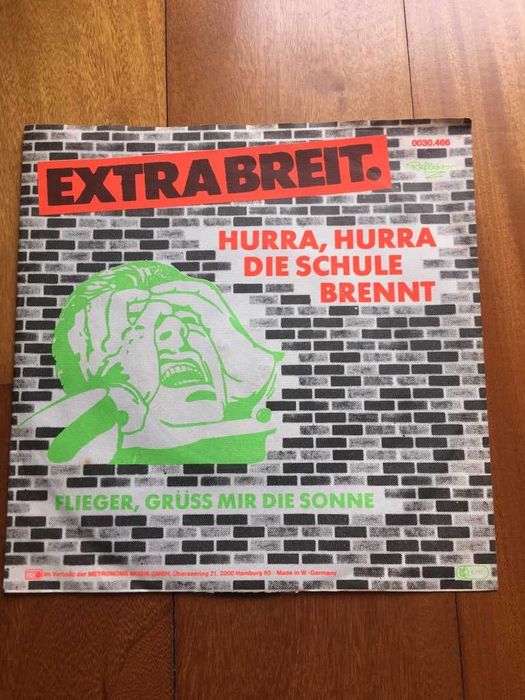 0030.466
Reflektor
EXTRABREIT.
HURRA, HURRA
DIE SCHULE
BRENNT
FLIEGER, GRÜSS MIR DIE SONNE
im Vertrieb der METRONOME MUSIK GMBH, Überseering 21, 2000 Hamburg 60 · Made in W.-Germany